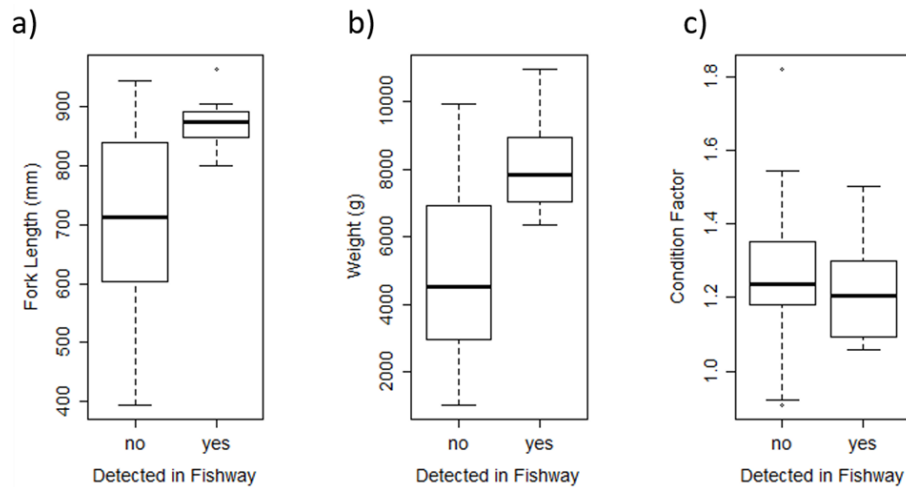 a)
Fork Length (mm)
900
800
700
600
500
400
no yes
Detected in Fishway
b)
Weight (g)
10000
8000
6000
4000
2000
no yes
Detected in Fishway
c)
Condition Factor
1.8
1.6
1.4
1.2
1.0
no yes
Detected in Fishway